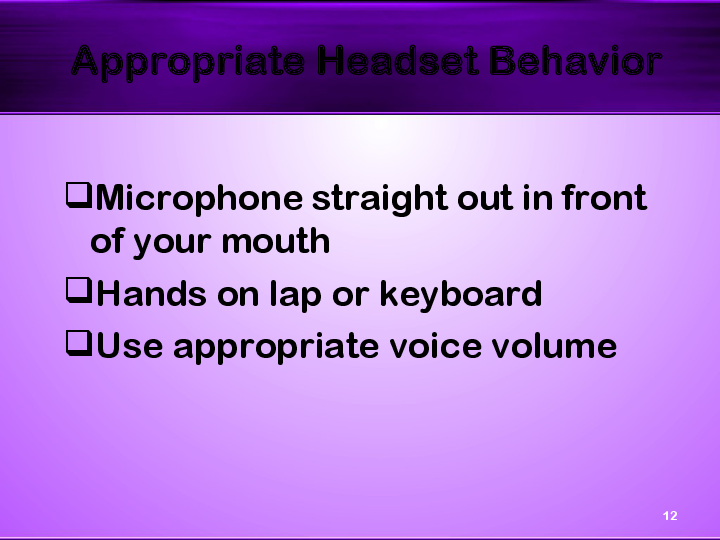 Appropriate Headset Behavior
❑Microphone straight out in front
of your mouth
❑Hands on lap or keyboard
❑Use appropriate voice volume
12